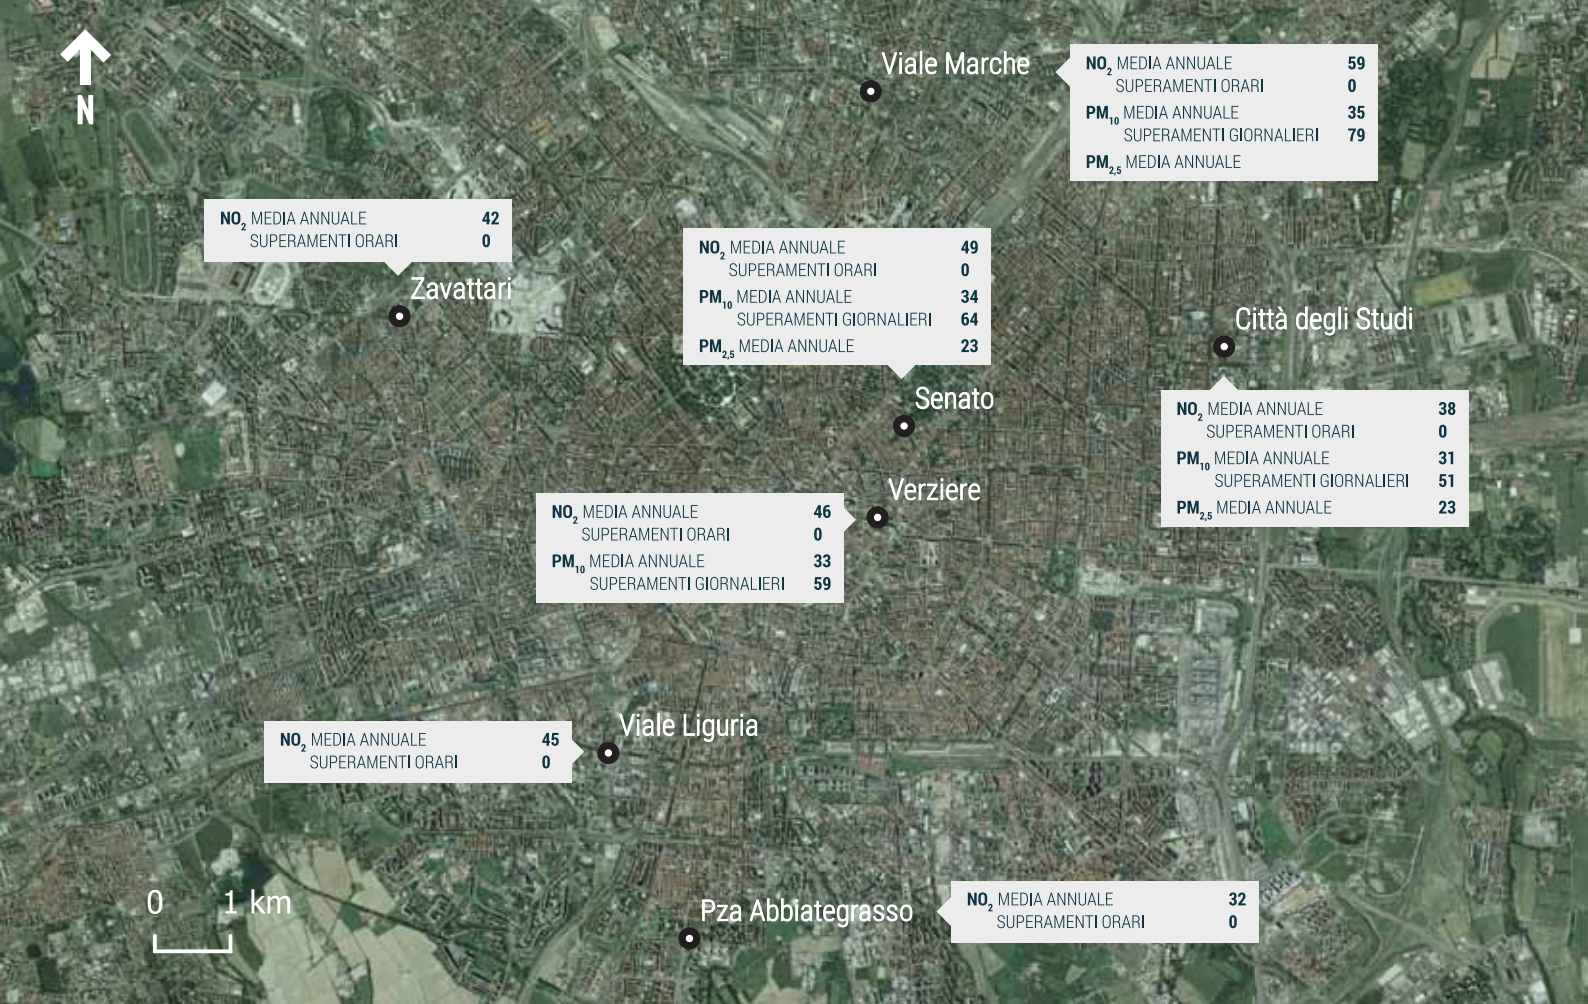 N
Viale Marche
NO2 MEDIA ANNUALE 59
SUPERAMENTI ORARI 0
PM10 MEDIA ANNUALE 35
SUPERAMENTI GIORNALIERI 79
PM2,5 MEDIA ANNUALE
NO2 MEDIA ANNUALE 42
SUPERAMENTI ORARI 0
Zavattari
NO2 MEDIA ANNUALE 49
SUPERAMENTI ORARI 0
PM10 MEDIA ANNUALE 34
SUPERAMENTI GIORNALIERI 64
PM2,5 MEDIA ANNUALE 23
Senato
Città degli Studi
NO2 MEDIA ANNUALE 38
SUPERAMENTI ORARI 0
PM10 MEDIA ANNUALE 31
SUPERAMENTI GIORNALIERI 51
PM2,5 MEDIA ANNUALE 23
Verziere
NO2 MEDIA ANNUALE 46
SUPERAMENTI ORARI 0
PM10 MEDIA ANNUALE 33
SUPERAMENTI GIORNALIERI 59
Viale Liguria
NO2 MEDIA ANNUALE 45
SUPERAMENTI ORARI 0
Pza Abbiategrasso
NO2 MEDIA ANNUALE 32
SUPERAMENTI ORARI 0
0 1 km